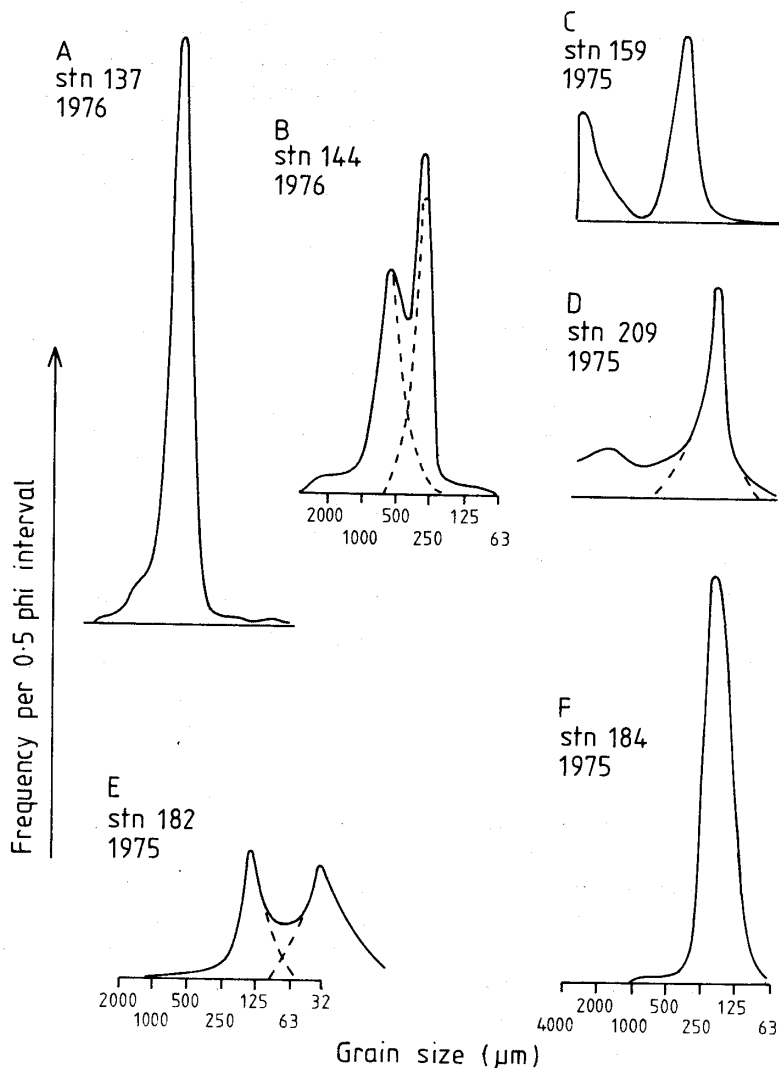 A
stn 137
1976
B
stn 144
1976
C
stn 159
1975
D
stn 209
1975
2000 500 250 125
1000 250 63
E
stn 182
1975
F
stn 184
1975
2000 500 125 32
1000 250 63
2000 500 250 125
4000 1000 250 63
Frequency per 0·5 phi interval
Grain size (µm)